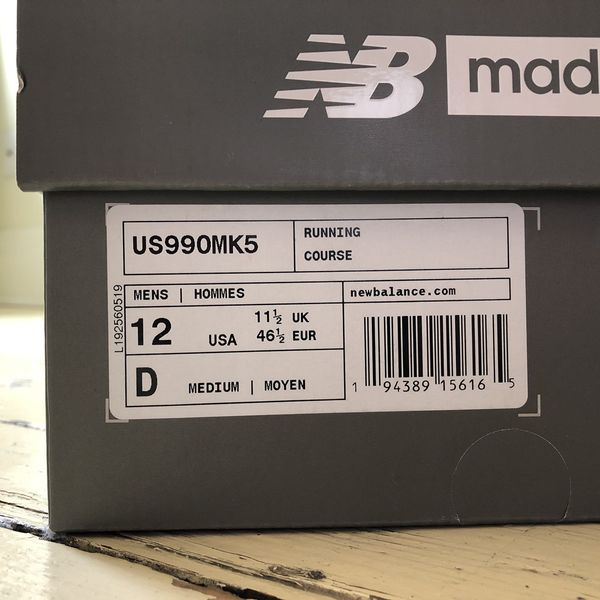 NB mad
US990MK5
RUNNING
COURSE
MENS | HOMMES
newbalance.com
12 USA
11½ UK
46½ EUR
D MEDIUM | MOYEN
1 94389 15616 5
L192560519